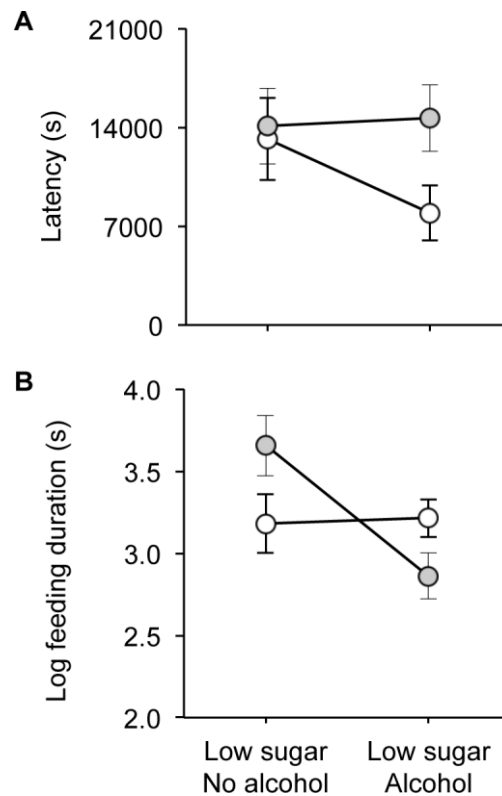 A
21000
14000
7000
0
Latency (s)
B
4.0
3.5
3.0
2.5
2.0
Log feeding duration (s)
Low sugar
No alcohol
Low sugar
Alcohol